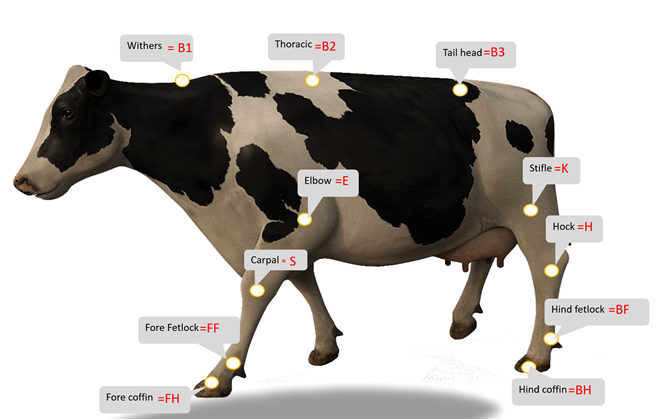 Withers = B1
Thoracic =B2
Tail head=B3
Elbow =E
Stifle =K
Hock =H
Carpal = S
Hind fetlock =BF
Fore Fetlock=FF
Fore coffin =FH
Hind coffin=BH